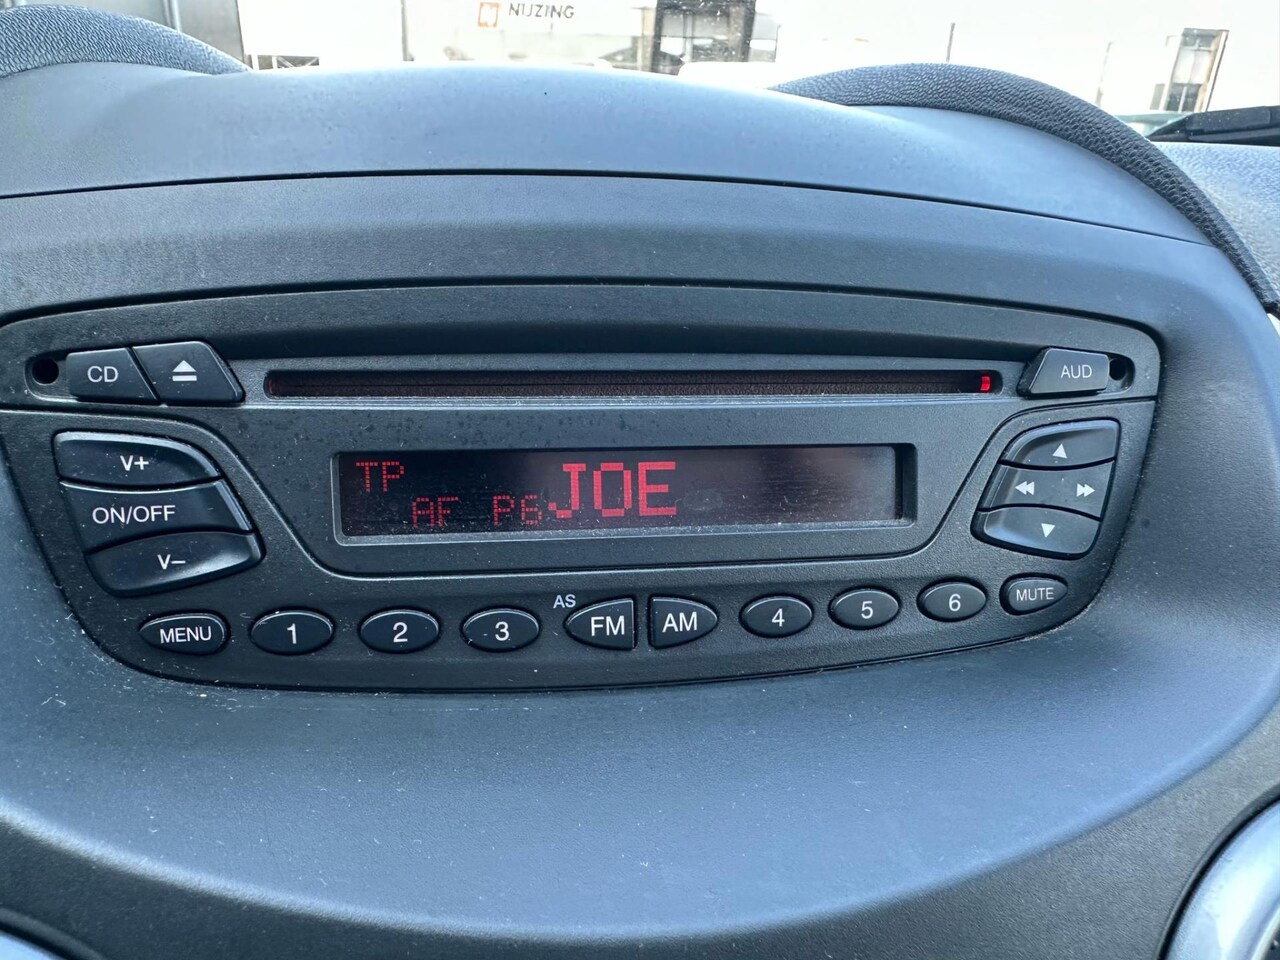 NIJZING
CD
AUD
V+
ON/OFF
V–
TP
AF P6 JOE
MENU
1
2
3
AS
FM
AM
4
5
6
MUTE